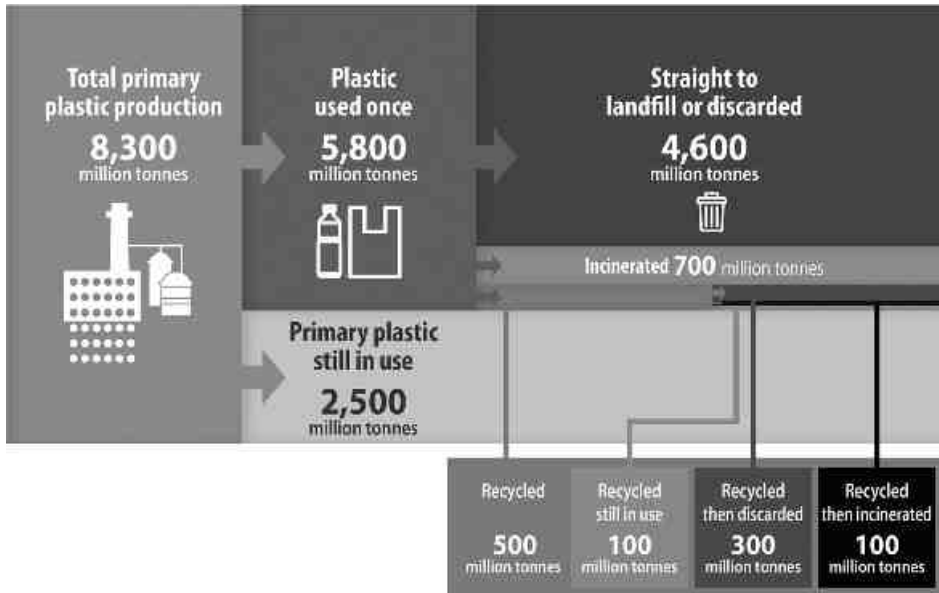 Total primary
plastic production
8,300
million tonnes
Plastic
used once
5,800
million tonnes
Straight to
landfill or discarded
4,600
million tonnes
Incinerated 700 million tonnes
Primary plastic
still in use
2,500
million tonnes
Recycled
500
million tonnes
Recycled
still in use
100
million tonnes
Recycled
then discarded
300
million tonnes
Recycled
then incinerated
100
million tonnes